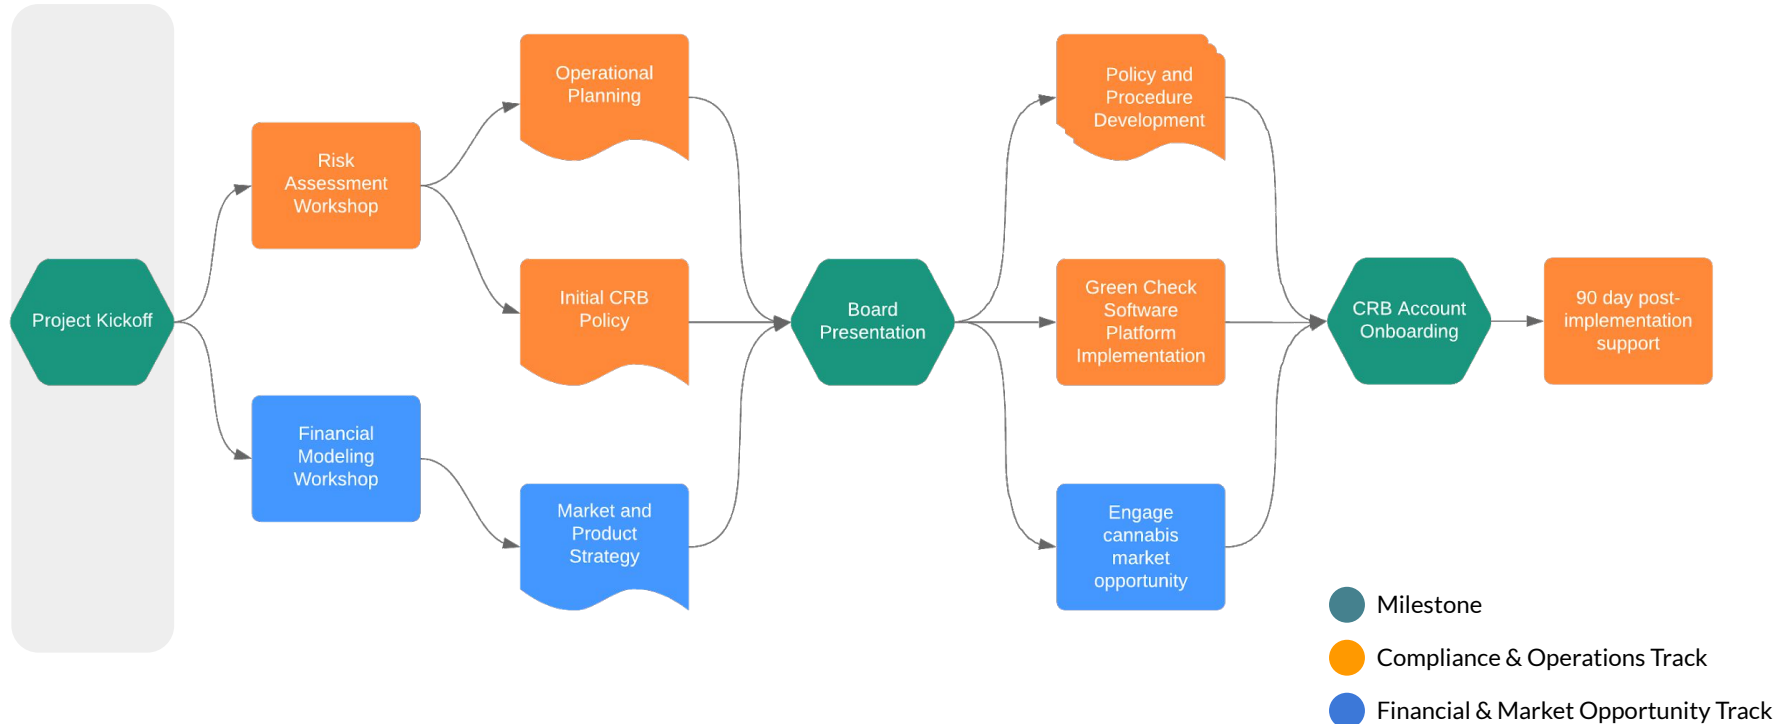 Project Kickoff
Risk
Assessment
Workshop
Financial
Modeling
Workshop
Operational
Planning
Initial CRB
Policy
Market and
Product
Strategy
Board
Presentation
Policy and
Procedure
Development
Green Check
Software
Platform
Implementation
Engage
cannabis
market
opportunity
CRB Account
Onboarding
90 day post-
implementation
support
Milestone
Compliance & Operations Track
Financial & Market Opportunity Track